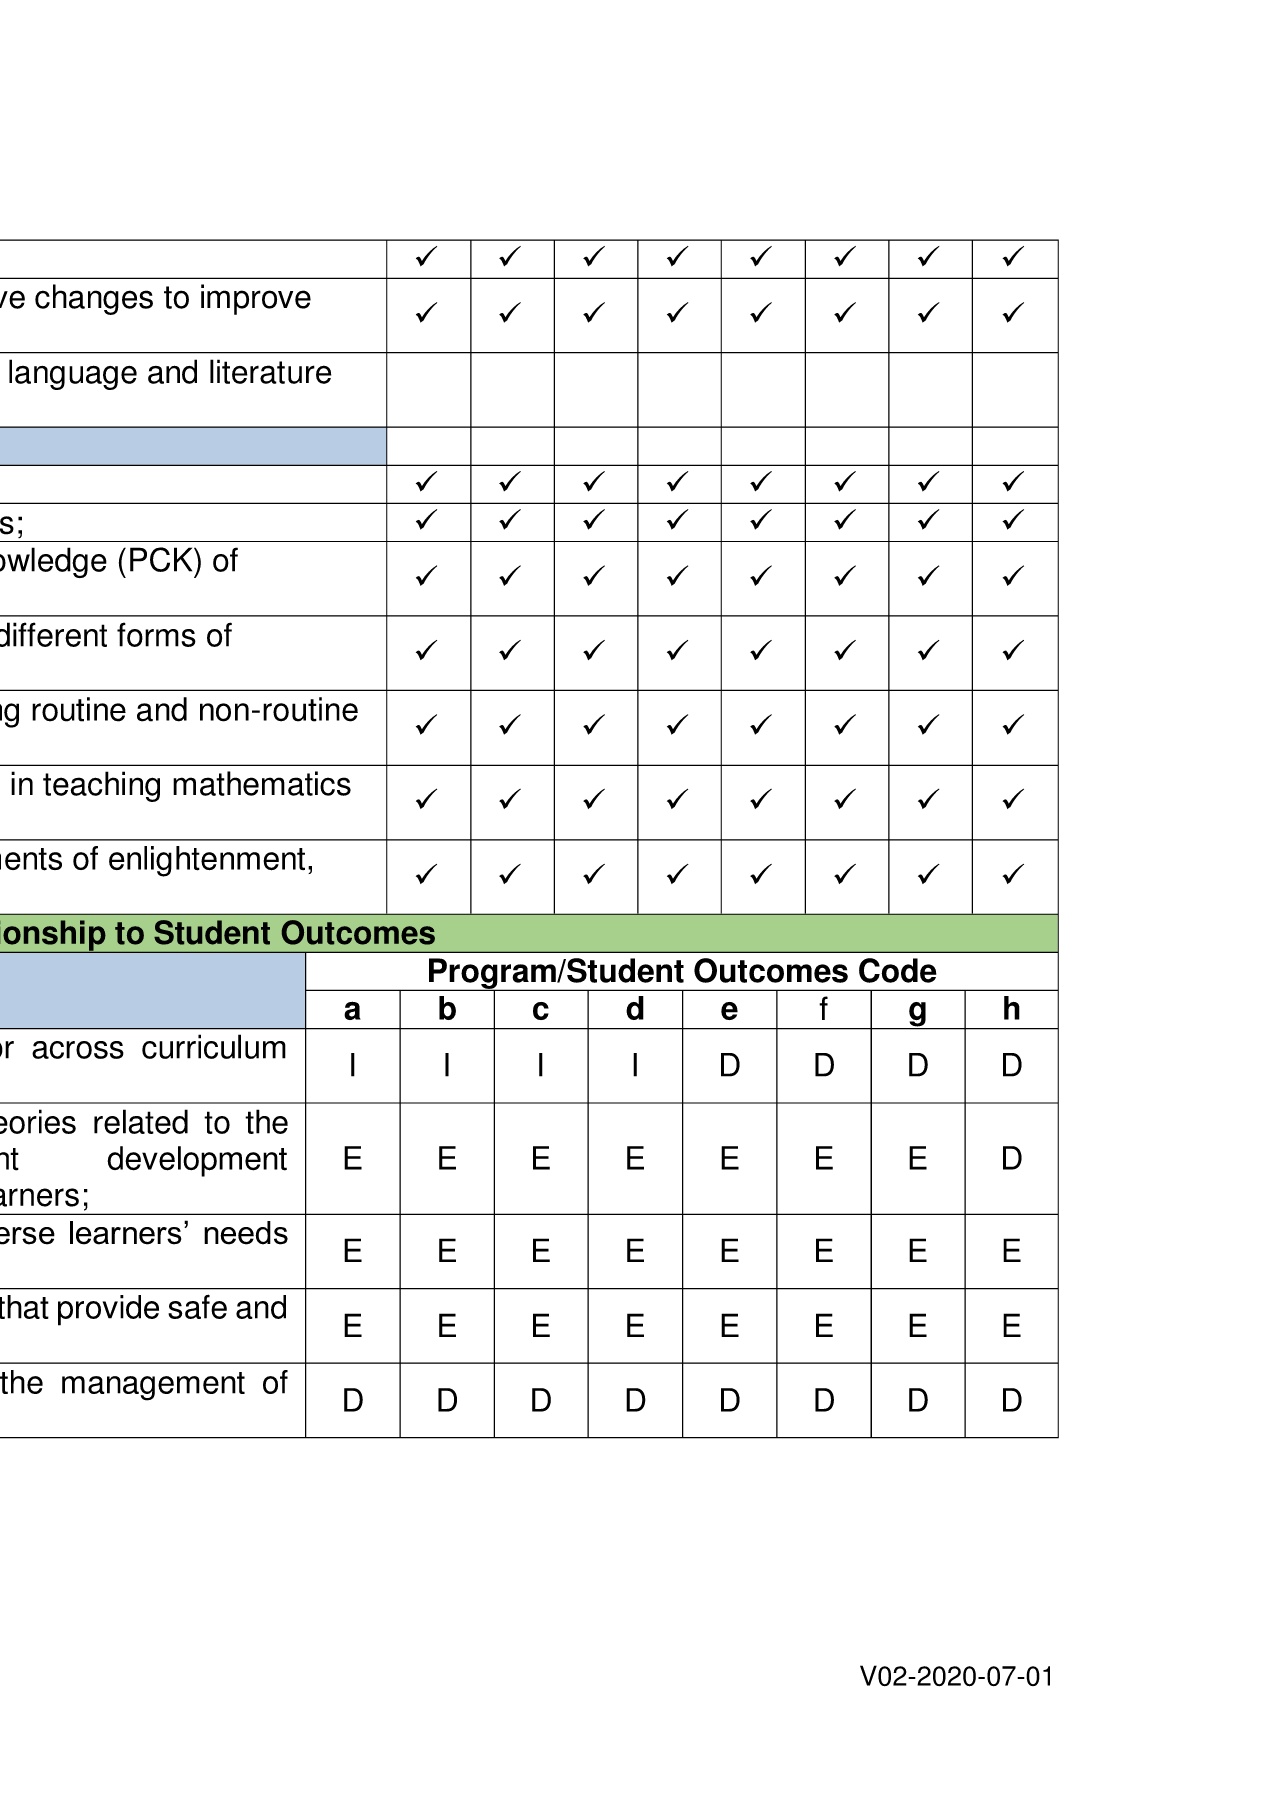 ✓ ✓ ✓ ✓ ✓ ✓ ✓ ✓
ve changes to improve
✓ ✓ ✓ ✓ ✓ ✓ ✓ ✓
language and literature
✓ ✓ ✓ ✓ ✓ ✓ ✓ ✓
s; ✓ ✓ ✓ ✓ ✓ ✓ ✓ ✓
owledge (PCK) of
✓ ✓ ✓ ✓ ✓ ✓ ✓ ✓
different forms of
✓ ✓ ✓ ✓ ✓ ✓ ✓ ✓
ng routine and non-routine
✓ ✓ ✓ ✓ ✓ ✓ ✓ ✓
in teaching mathematics
✓ ✓ ✓ ✓ ✓ ✓ ✓ ✓
ents of enlightenment,
✓ ✓ ✓ ✓ ✓ ✓ ✓ ✓
ionship to Student Outcomes
Program/Student Outcomes Code
a b c d e f g h
or across curriculum
I I I I D D D D
eories related to the
nt development
arners;
E E E E E E E D
erse learners' needs
E E E E E E E E
that provide safe and
E E E E E E E E
the management of
D D D D D D D D
V02-2020-07-01